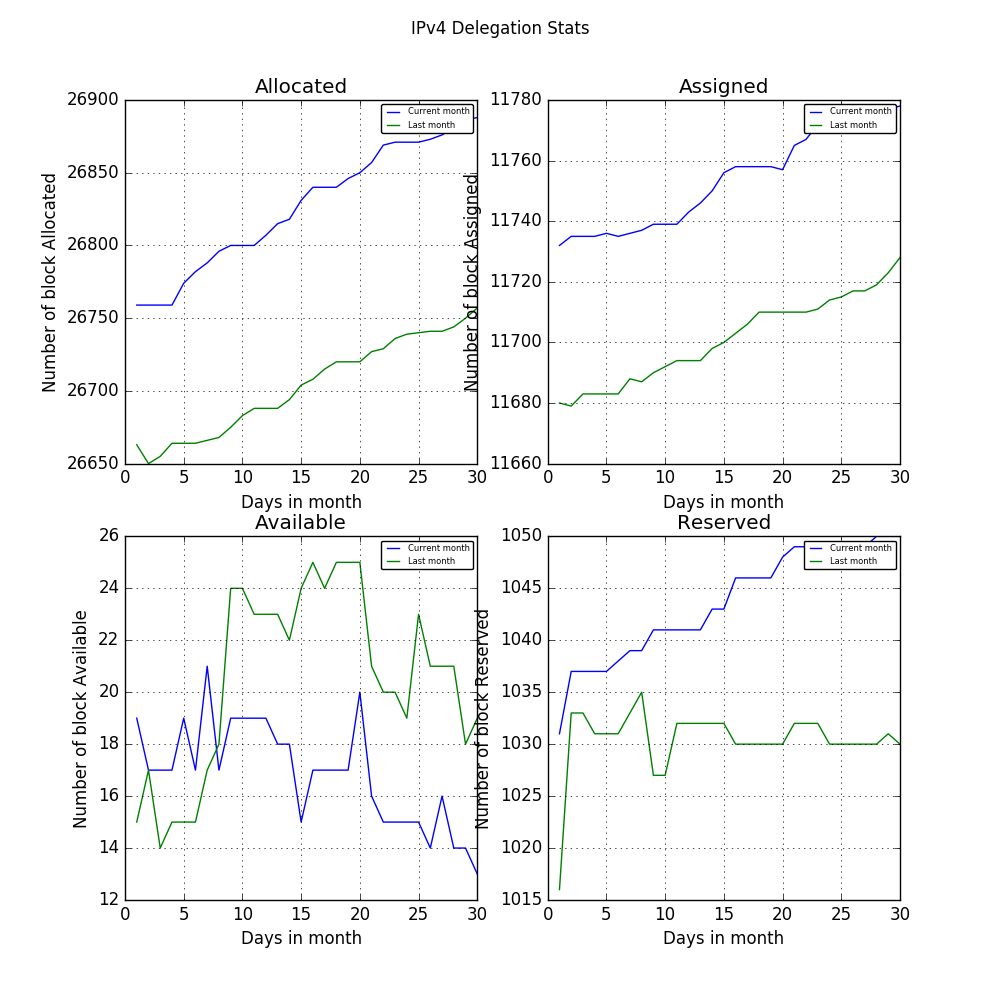 IPv4 Delegation Stats
Allocated
Number of block Allocated
26900
26850
26800
26750
26700
26650
0 5 10 15 20 25 30
Days in month
Current month
Last month
Assigned
Number of block Assigned
11780
11760
11740
11720
11700
11680
11660
0 5 10 15 20 25 30
Days in month
Current month
Last month
Available
Number of block Available
26
24
22
20
18
16
14
12
0 5 10 15 20 25 30
Days in month
Current month
Last month
Reserved
Number of block Reserved
1050
1045
1040
1035
1030
1025
1020
1015
0 5 10 15 20 25 30
Days in month
Current month
Last month